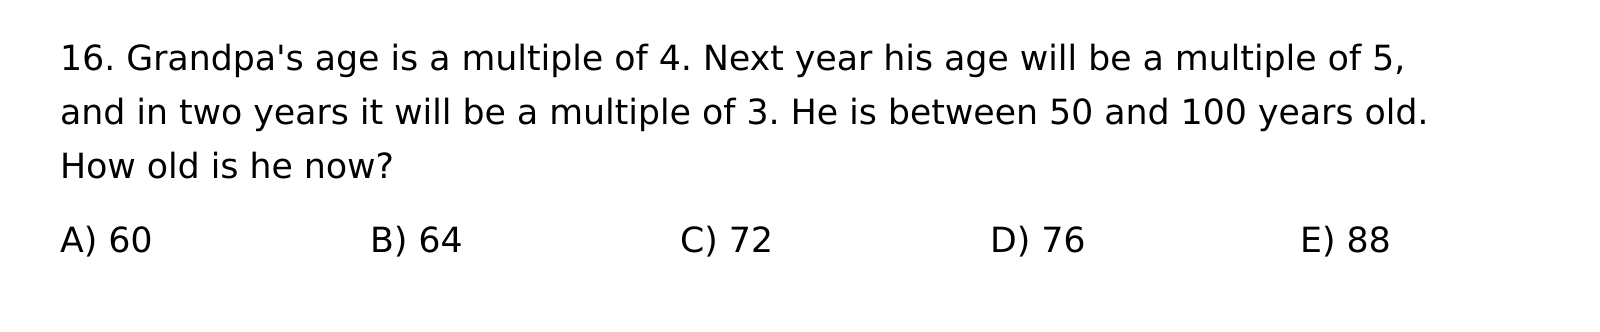 16. Grandpa's age is a multiple of 4. Next year his age will be a multiple of 5,
and in two years it will be a multiple of 3. He is between 50 and 100 years old.
How old is he now?
A) 60 B) 64 C) 72 D) 76 E) 88